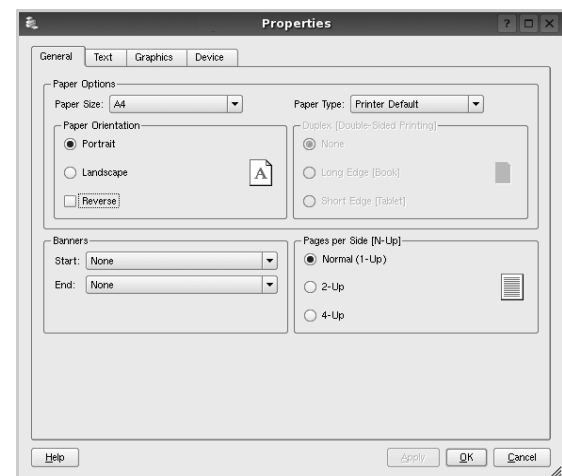 Properties
General Text Graphics Device
Paper Options
Paper Size: A4 Paper Type: Printer Default
Paper Orientation
Portrait
Landscape
Reverse
A
Duplex [Double-Sided Printing]
None
Long Edge [Book]
Short Edge [Tablet]
Banners
Start: None
End: None
Pages per Side [N-Up]
Normal (1-Up)
2-Up
4-Up
Help Apply OK Cancel